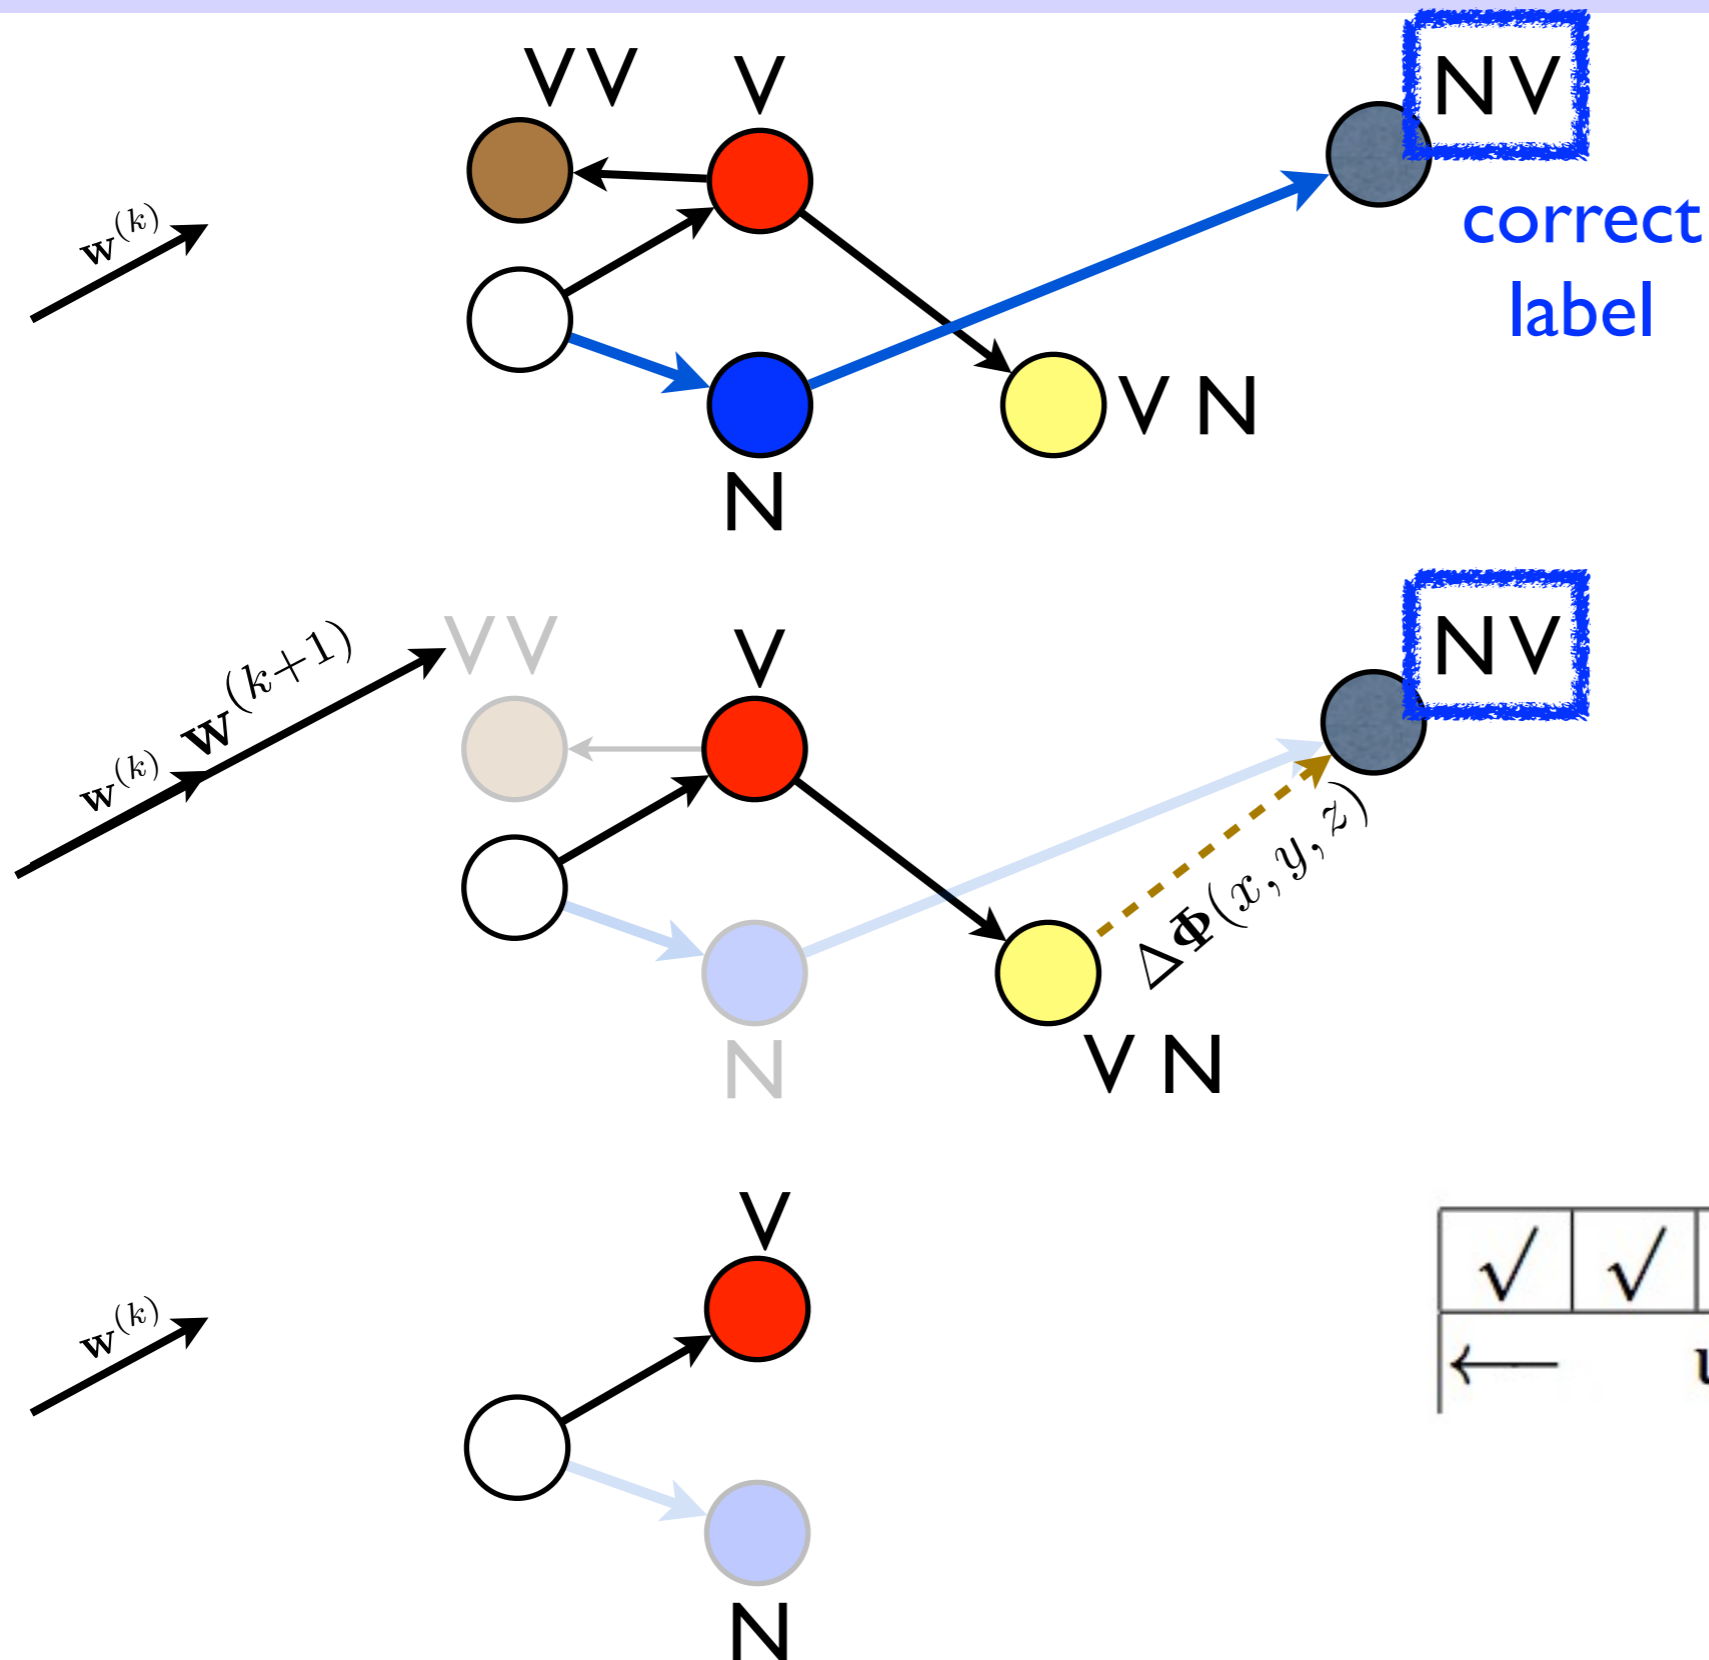 VV V NV
w^(k)
correct
label
V N
N
VV V NV
w^(k+1)
w^(k)
ΔΦ(x, y, z)
N
V N
V
√ √
w^(k)
←
N